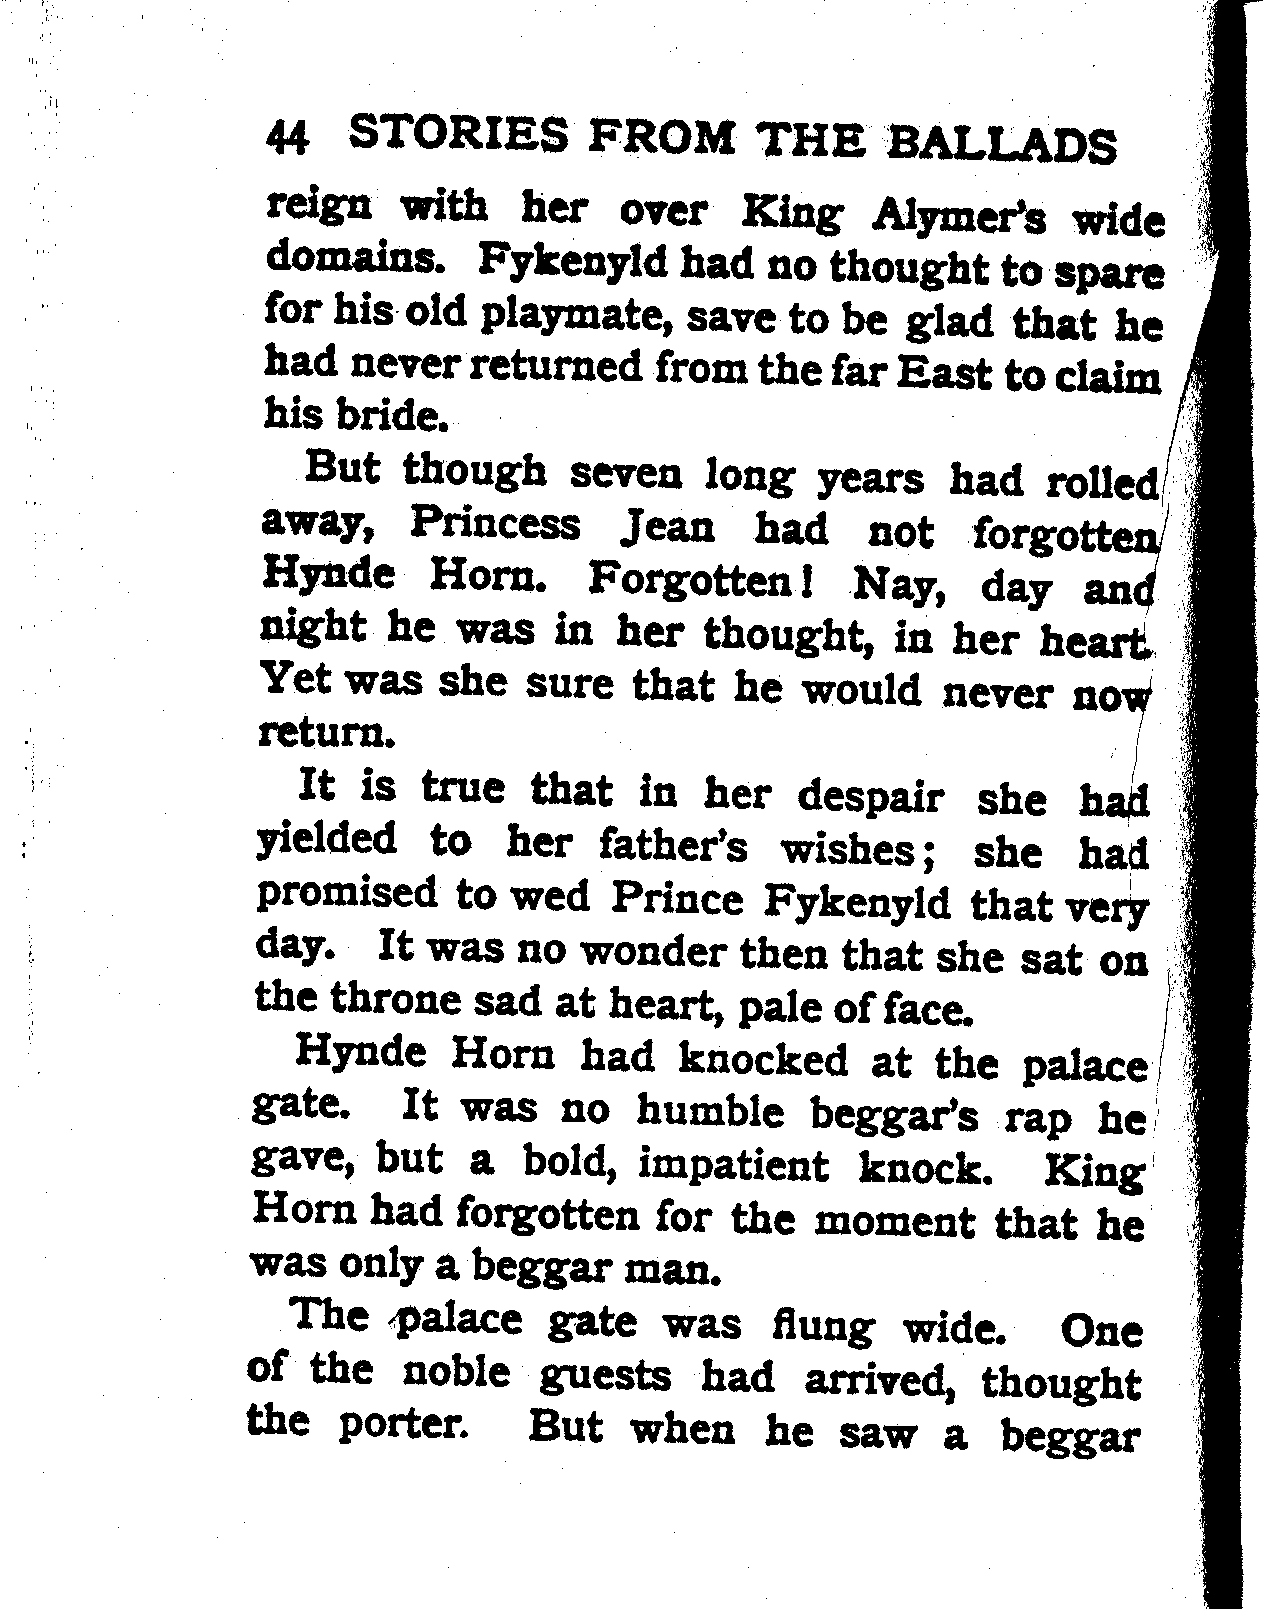 44 STORIES FROM THE BALLADS
reign with her over King Alymer's wide
domains. Fykenyld had no thought to spare
for his old playmate, save to be glad that he
had never returned from the far East to claim
his bride.
But though seven long years had rolled
away, Princess Jean had not forgotten
Hynde Horn. Forgotten! Nay, day and
night he was in her thought, in her heart.
Yet was she sure that he would never now
return.
It is true that in her despair she had
yielded to her father's wishes; she had
promised to wed Prince Fykenyld that very
day. It was no wonder then that she sat on
the throne sad at heart, pale of face.
Hynde Horn had knocked at the palace
gate. It was no humble beggar's rap he
gave, but a bold, impatient knock. King
Horn had forgotten for the moment that he
was only a beggar man.
The palace gate was flung wide. One
of the noble guests had arrived, thought
the porter. But when he saw a beggar